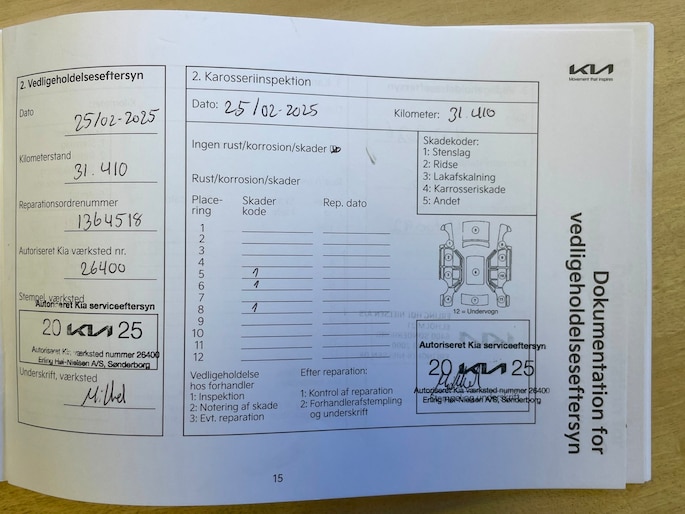 2. Vedligeholdelseseftersyn
Dato
25/02-2025
Kilometerstand
31.410
Reparationsordrenummer
1364518
Autoriseret Kia værksted nr.
26400
Stempel, værksted
Autoriseret Kia serviceeftersyn
20 KIA 25
Autoriseret Kia værksted nummer 26400
Erling Høi-Nielsen A/S, Sønderborg
Underskrift, værksted
2. Karosseriinspektion
Dato: 25/02-2025 Kilometer: 31.410
Ingen rust/korrosion/skader
Rust/korrosion/skader
Skadekoder:
1: Stenslag
2: Ridse
3: Lakafskalning
4: Karrosseriskade
5: Andet
Place-
ring
Skader
kode
Rep. dato
1
2
3
4
5 1
6 1
7
8 1
9
10
11
12
12 = Undervogn
Vedligeholdelse
hos forhandler
1: Inspektion
2: Notering af skade
3: Evt. reparation
Efter reparation:
1: Kontrol af reparation
2: Forhandlerafstempling
og underskrift
Autoriseret Kia serviceeftersyn
20 KIA 25
Autoriseret Kia værksted nummer 26400
Erling Høi-Nielsen A/S, Sønderborg
15
KIA
Movement that inspires
Dokumentation for
vedligeholdelseseftersyn